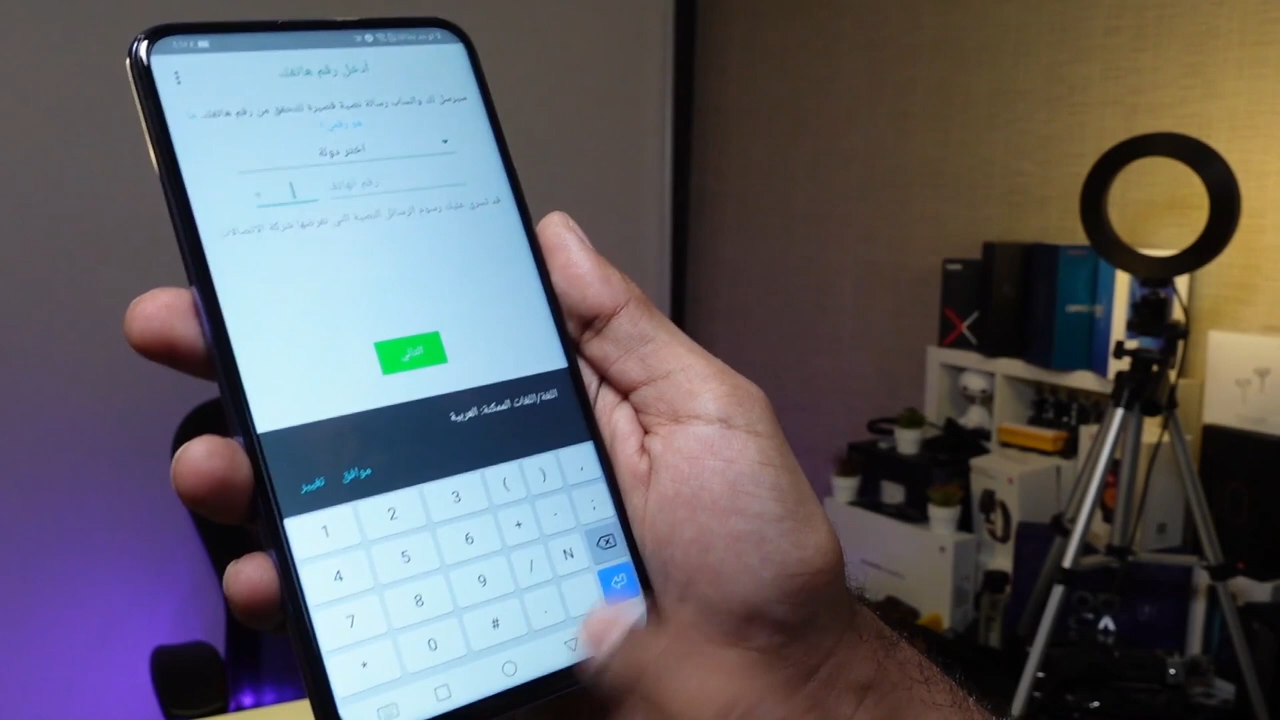 أدخل رقم هاتفك
سيرسل لك واتساب رسالة نصية قصيرة للتحقق من رقم هاتفك.
هو رقمي؟
اختر دولة
رقم الهاتف
قد تسري عليك رسوم الرسائل النصية التي تفرضها شركة الاتصالات.
التالي
اللغة/اللغات الممكنة: العربية
موافق تغيير
1 2 3 ( ) ,
4 5 6 + - ;
7 8 9 / N
* 0 # .